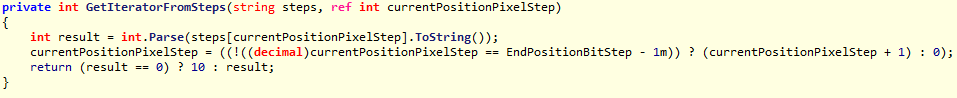 private int GetIteratorFromSteps(string steps, ref int currentPositionPixelStep)
{
    int result = int.Parse(steps[currentPositionPixelStep].ToString());
    currentPositionPixelStep = ((!((decimal)currentPositionPixelStep == EndPositionBitStep - 1m)) ? (currentPositionPixelStep + 1) : 0);
    return (result == 0) ? 10 : result;
}